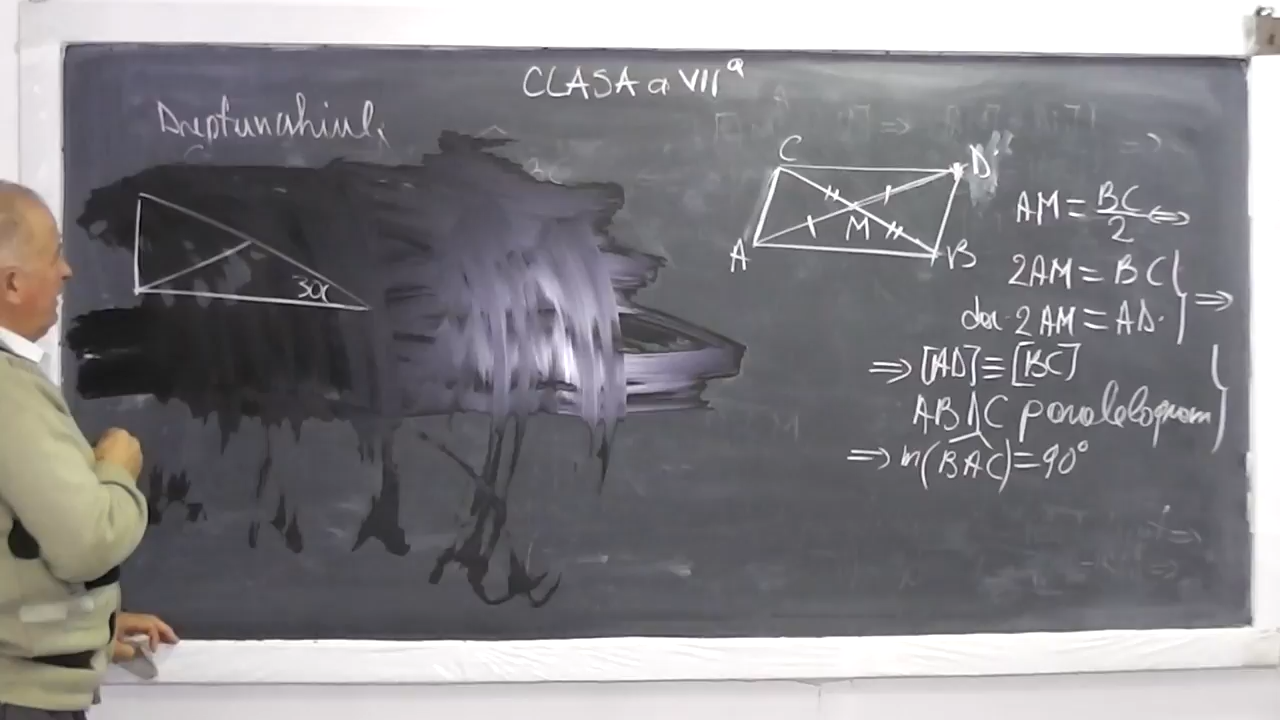 CLASA a VII ᵃ
Dreptunghiul;
30
C
D
A
M
B
AM = BC/2 ⇔
2AM = BC
dar 2AM = AD. } ⇒
⇒ [AD] ≡ [BC]
ABDC paralelogram }
⇒ m(BAC) = 90°